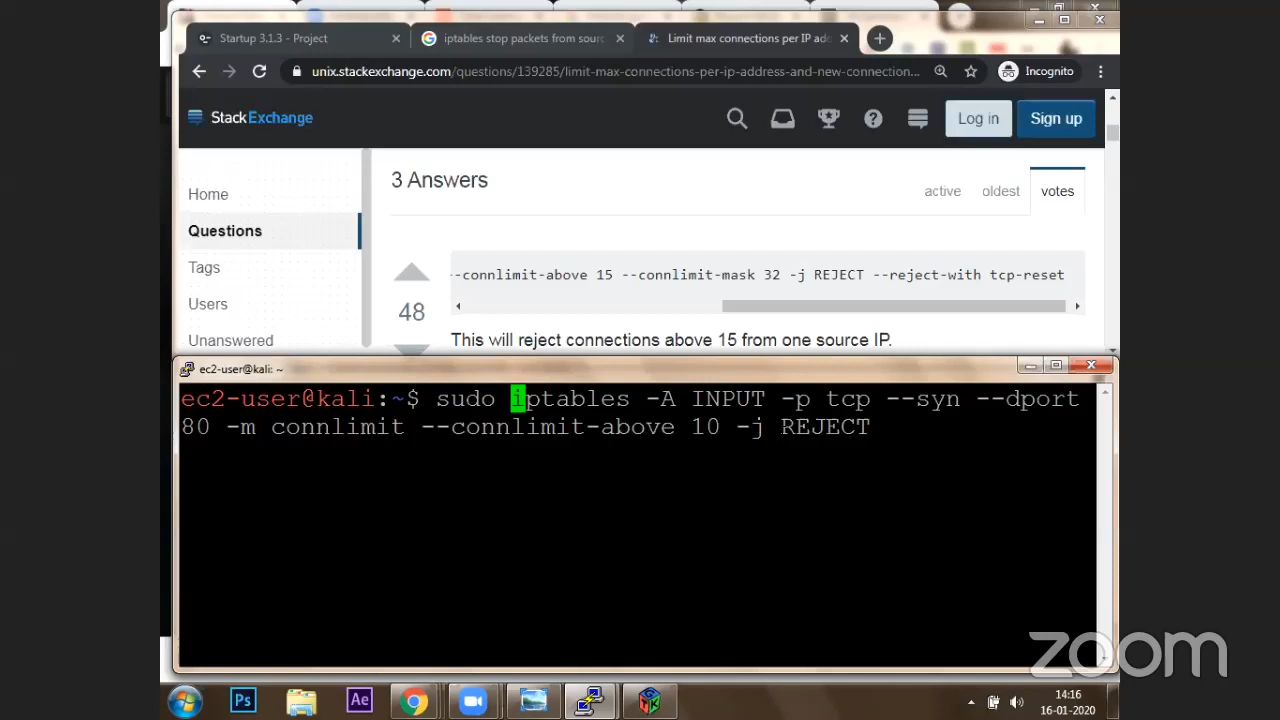 Startup 3.1.3 - Project
iptables stop packets from sourc
Limit max connections per IP add
unix.stackexchange.com/questions/139285/limit-max-connections-per-ip-address-and-new-connection...
Incognito
StackExchange
Log in
Sign up
Home
Questions
Tags
Users
Unanswered
3 Answers
active
oldest
votes
--connlimit-above 15 --connlimit-mask 32 -j REJECT --reject-with tcp-reset
48
This will reject connections above 15 from one source IP.
ec2-user@kali: ~
ec2-user@kali:~$ sudo iptables -A INPUT -p tcp --syn --dport
80 -m connlimit --connlimit-above 10 -j REJECT
zoom
Ps
Ae
14:16
16-01-2020